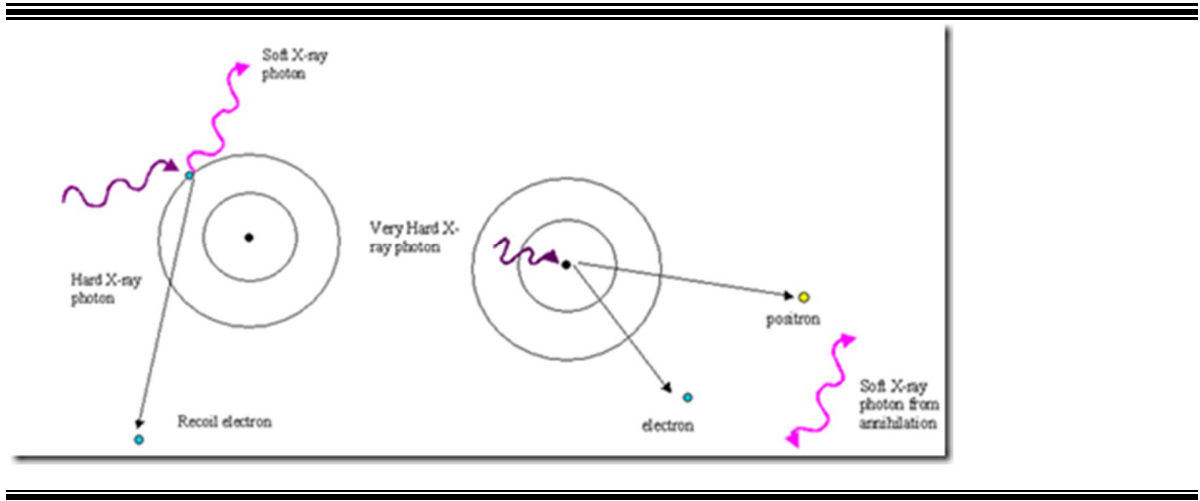 Soft X-ray
photon
Very Hard X-
ray photon
Hard X-ray
photon
Recoil electron
positron
electron
Soft X-ray
photon from
annihilation